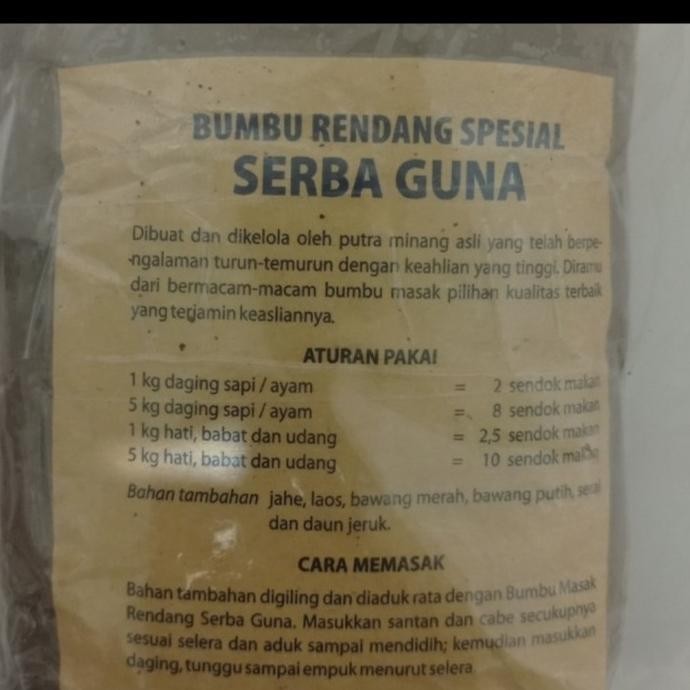 BUMBU RENDANG SPESIAL
SERBA GUNA
Dibuat dan dikelola oleh putra minang asli yang telah berpe-
-ngalaman turun-temurun dengan keahlian yang tinggi. Diramu
dari bermacam-macam bumbu masak pilihan kualitas terbaik
yang terjamin keasliannya.
ATURAN PAKAI
1 kg daging sapi / ayam = 2 sendok makan
5 kg daging sapi / ayam = 8 sendok makan
1 kg hati, babat dan udang = 2,5 sendok makan
5 kg hati, babat dan udang = 10 sendok makan
Bahan tambahan jahe, laos, bawang merah, bawang putih, serai
dan daun jeruk.
CARA MEMASAK
Bahan tambahan digiling dan diaduk rata dengan Bumbu Masak
Rendang Serba Guna. Masukkan santan dan cabe secukupnya
sesuai selera dan aduk sampai mendidih; kemudian masukkan
daging, tunggu sampai empuk menurut selera